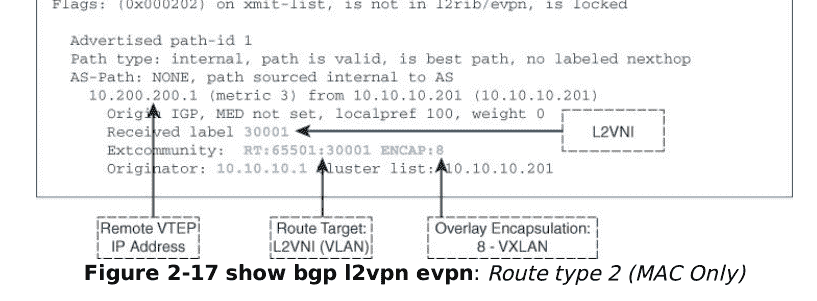 Flags: (0x000202) on xmit-list, is not in l2rib/evpn, is locked
Advertised path-id 1
Path type: internal, path is valid, is best path, no labeled nexthop
AS-Path: NONE, path sourced internal to AS
10.200.200.1 (metric 3) from 10.10.10.201 (10.10.10.201)
Origin IGP, MED not set, localpref 100, weight 0
Received label 30001
L2VNI
Extcommunity: RT:65501:30001 ENCAP:8
Originator: 10.10.10.1 Cluster list: 10.10.10.201
Remote VTEP
IP Address
Route Target:
L2VNI (VLAN)
Overlay Encapsulation:
8 - VXLAN
Figure 2-17 show bgp l2vpn evpn: Route type 2 (MAC Only)